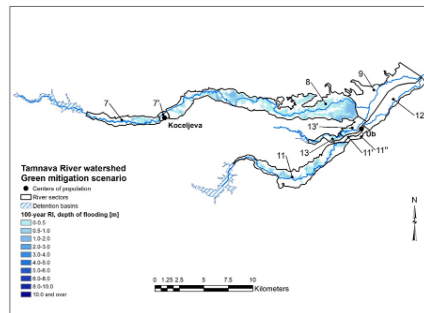 8
9
7
7'
12
13'
Koceljeva
Ub
13
11
11'
11"
Tamnava River watershed
Green mitigation scenario
Centers of population
River sectors
Detention basins
100-year RI, depth of flooding [m]
0-0.5
0.5-1.0
1.0-2.0
2.0-3.0
3.0-4.0
4.0-5.0
5.0-6.0
6.0-8.0
8.0-10.0
10.0 and over
N
0 1.25 2.5 5 7.5 10
Kilometers